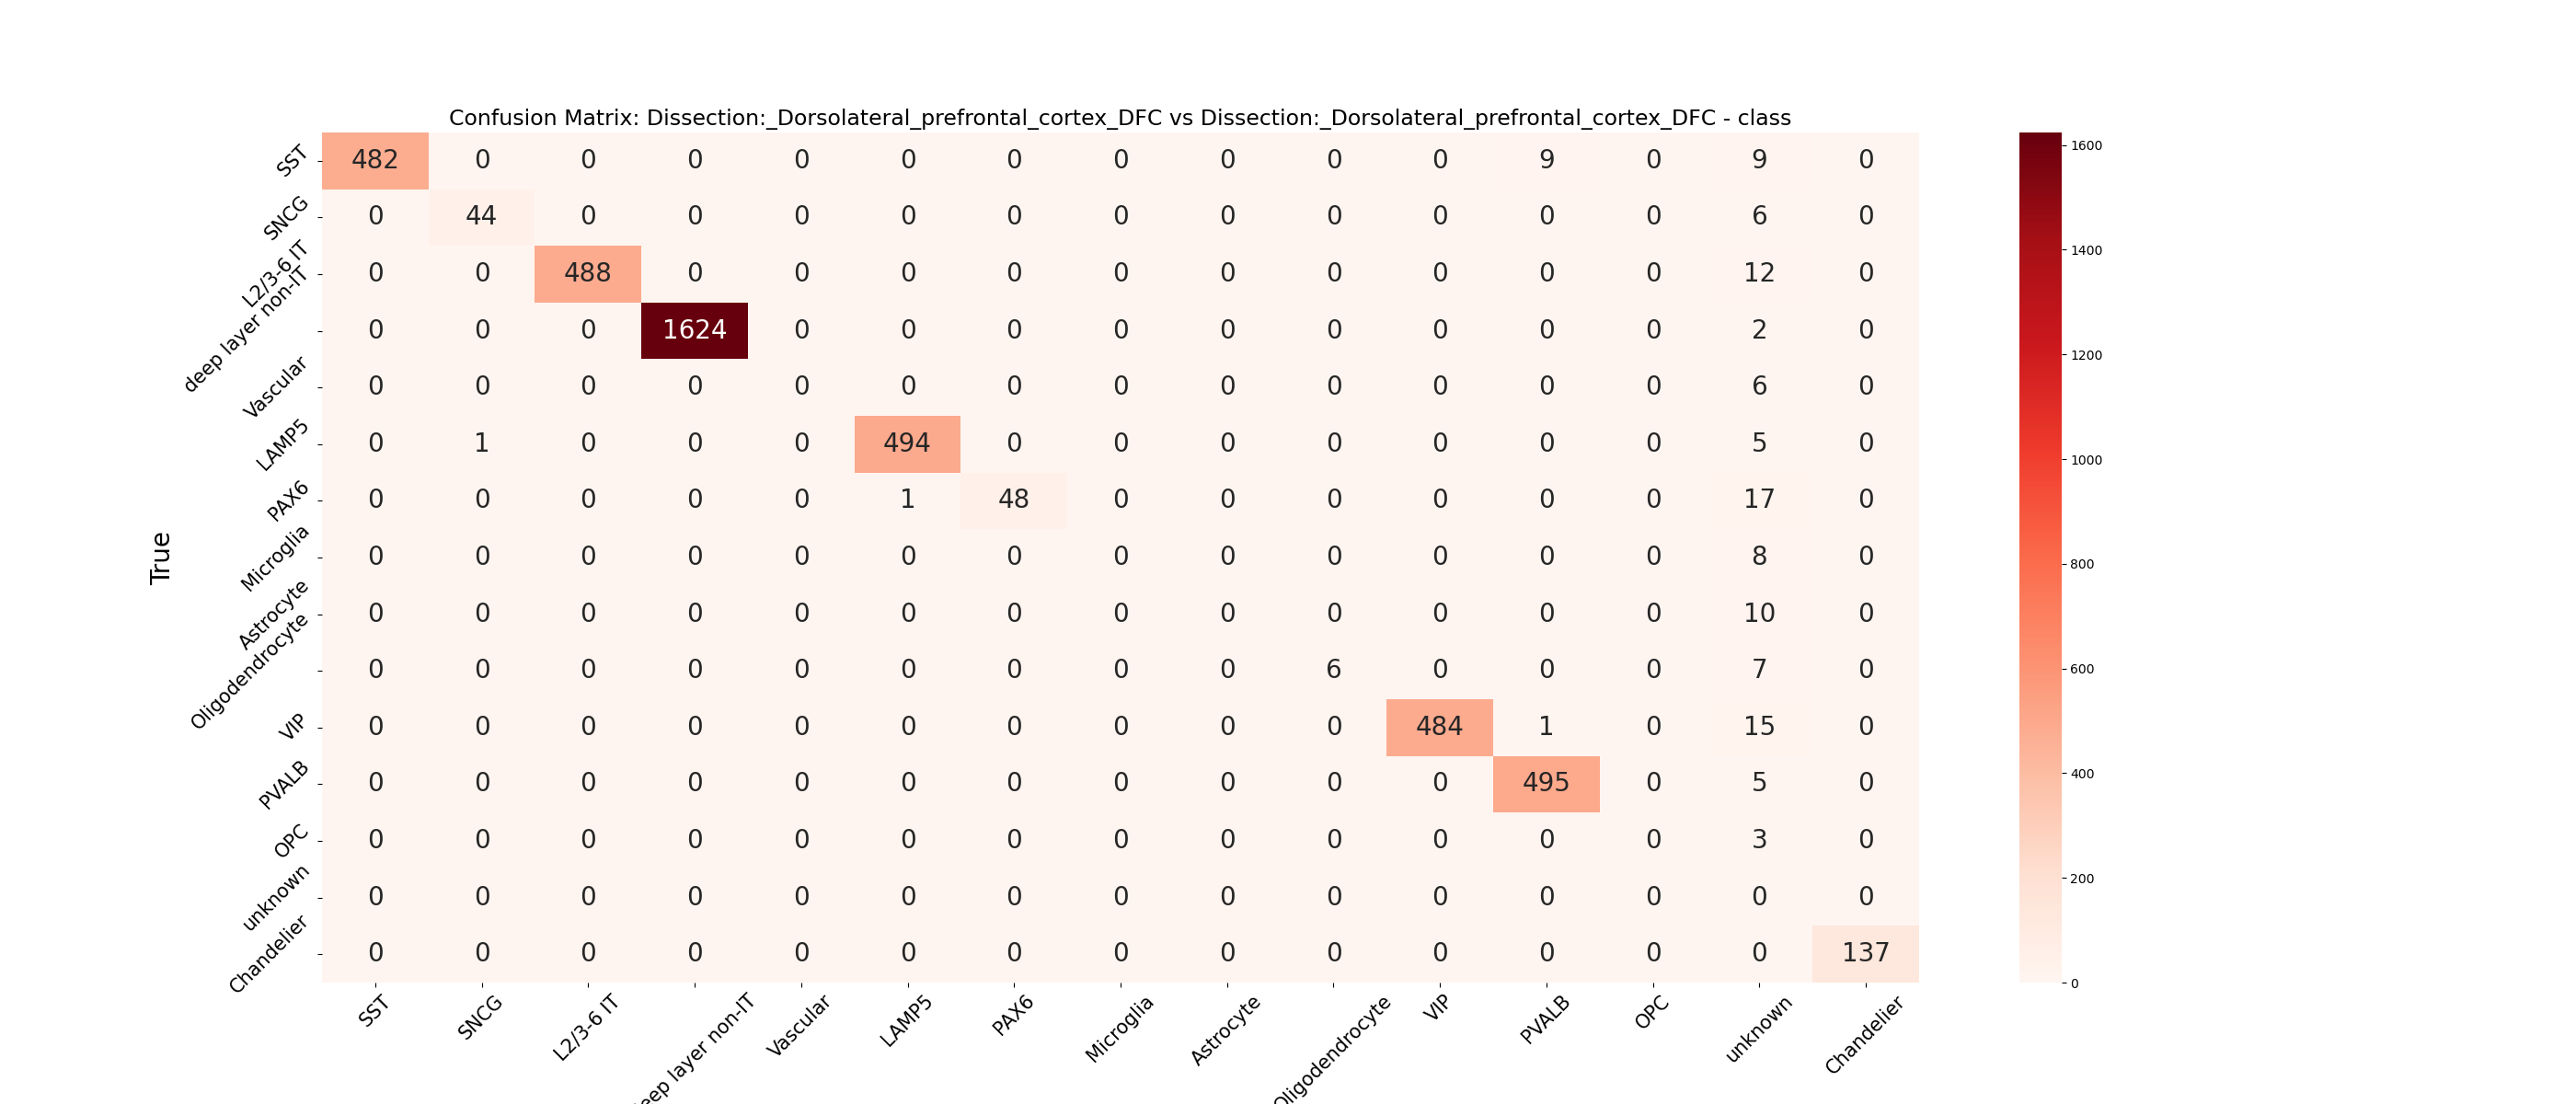 Confusion Matrix: Dissection:_Dorsolateral_prefrontal_cortex_DFC vs Dissection:_Dorsolateral_prefrontal_cortex_DFC - class
True
SST 482 0 0 0 0 0 0 0 0 0 0 9 0 9 0
SNCG 0 44 0 0 0 0 0 0 0 0 0 0 0 6 0
L2/3-6 IT 0 0 488 0 0 0 0 0 0 0 0 0 0 12 0
deep layer non-IT 0 0 0 1624 0 0 0 0 0 0 0 0 0 2 0
Vascular 0 0 0 0 0 0 0 0 0 0 0 0 0 6 0
LAMP5 0 1 0 0 0 494 0 0 0 0 0 0 0 5 0
PAX6 0 0 0 0 0 1 48 0 0 0 0 0 0 17 0
Microglia 0 0 0 0 0 0 0 0 0 0 0 0 0 8 0
Astrocyte 0 0 0 0 0 0 0 0 0 0 0 0 0 10 0
Oligodendrocyte 0 0 0 0 0 0 0 0 0 6 0 0 0 7 0
VIP 0 0 0 0 0 0 0 0 0 0 484 1 0 15 0
PVALB 0 0 0 0 0 0 0 0 0 0 0 495 0 5 0
OPC 0 0 0 0 0 0 0 0 0 0 0 0 0 3 0
unknown 0 0 0 0 0 0 0 0 0 0 0 0 0 0 0
Chandelier 0 0 0 0 0 0 0 0 0 0 0 0 0 0 137
SST SNCG L2/3-6 IT eep layer non-IT Vascular LAMP5 PAX6 Microglia Astrocyte Oligodendrocyte VIP PVALB OPC unknown Chandelier
1600
1400
1200
1000
800
600
400
200
0